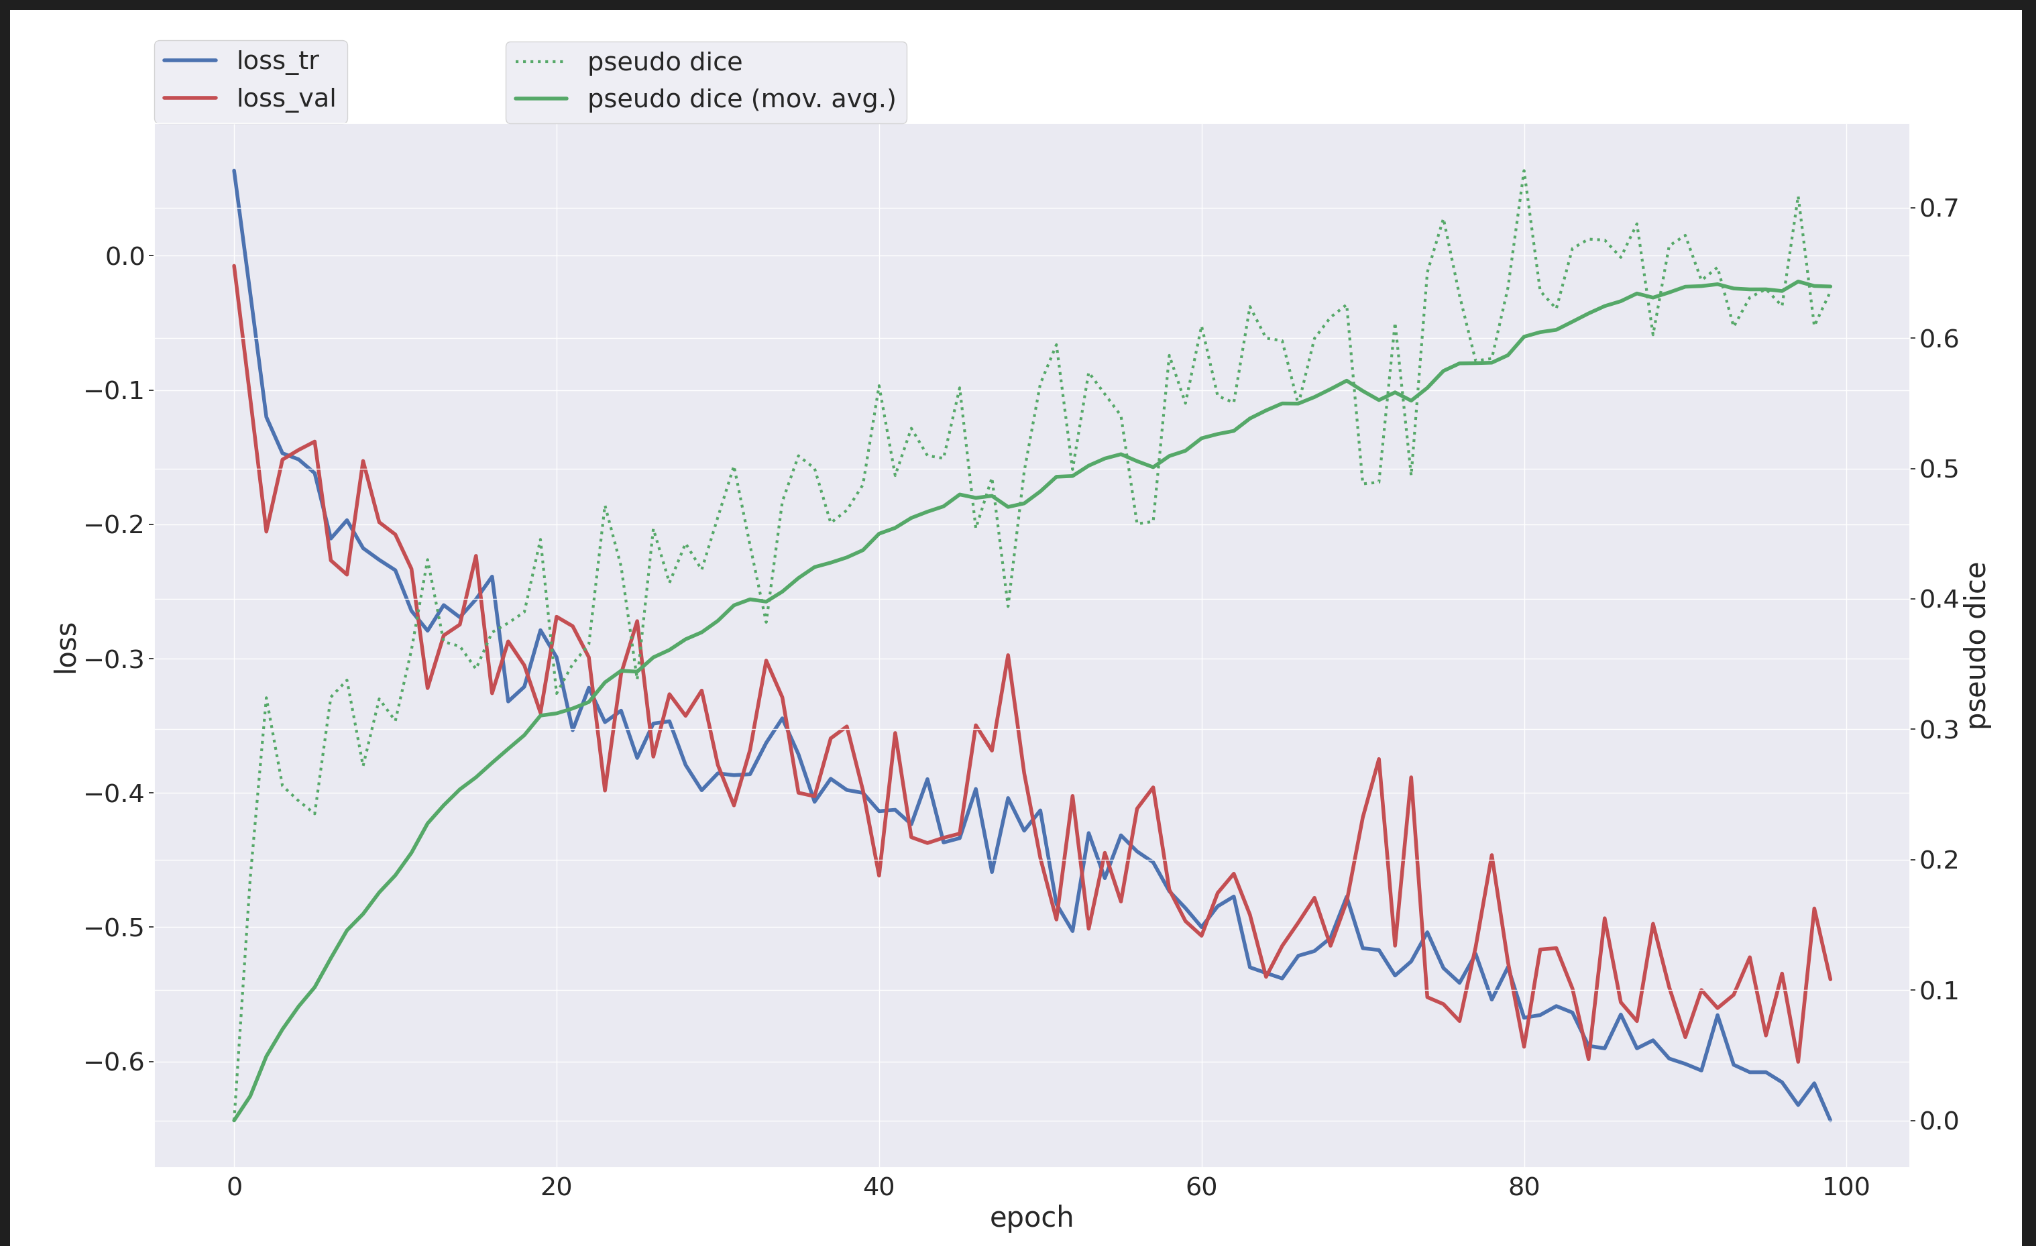 loss_tr
loss_val
pseudo dice
pseudo dice (mov. avg.)
0.0
−0.1
−0.2
−0.3
−0.4
−0.5
−0.6
loss
0.7
0.6
0.5
0.4
0.3
0.2
0.1
0.0
pseudo dice
0 20 40 60 80 100
epoch